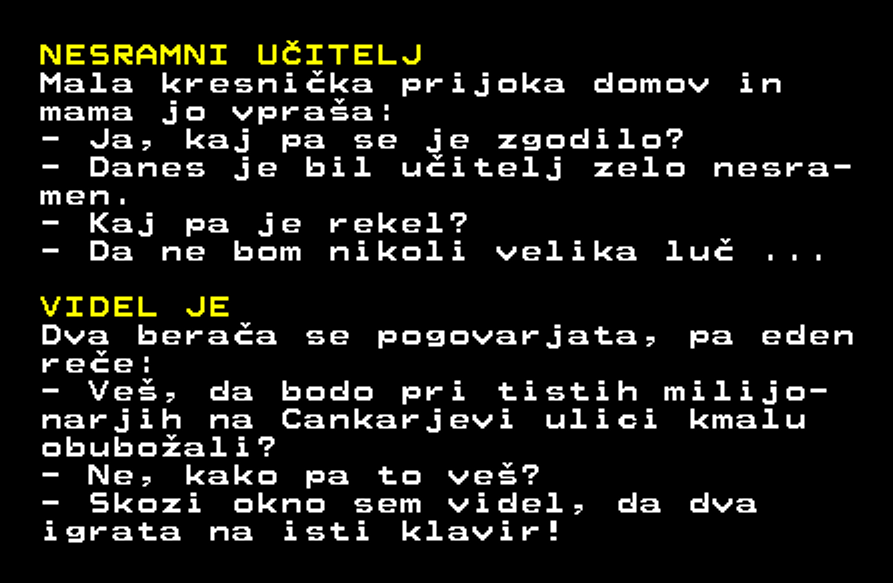 NESRAMNI UČITELJ
Mala kresnička prijoka domov in
mama jo vpraša:
- Ja, kaj pa se je zgodilo?
- Danes je bil učitelj zelo nesra-
men.
- Kaj pa je rekel?
- Da ne bom nikoli velika luč ...
VIDEL JE
Dva berača se pogovarjata, pa eden
reče:
- Veš, da bodo pri tistih milijo-
narjih na Cankarjevi ulici kmalu
obubožali?
- Ne, kako pa to veš?
- Skozi okno sem videl, da dva
igrata na isti klavir!